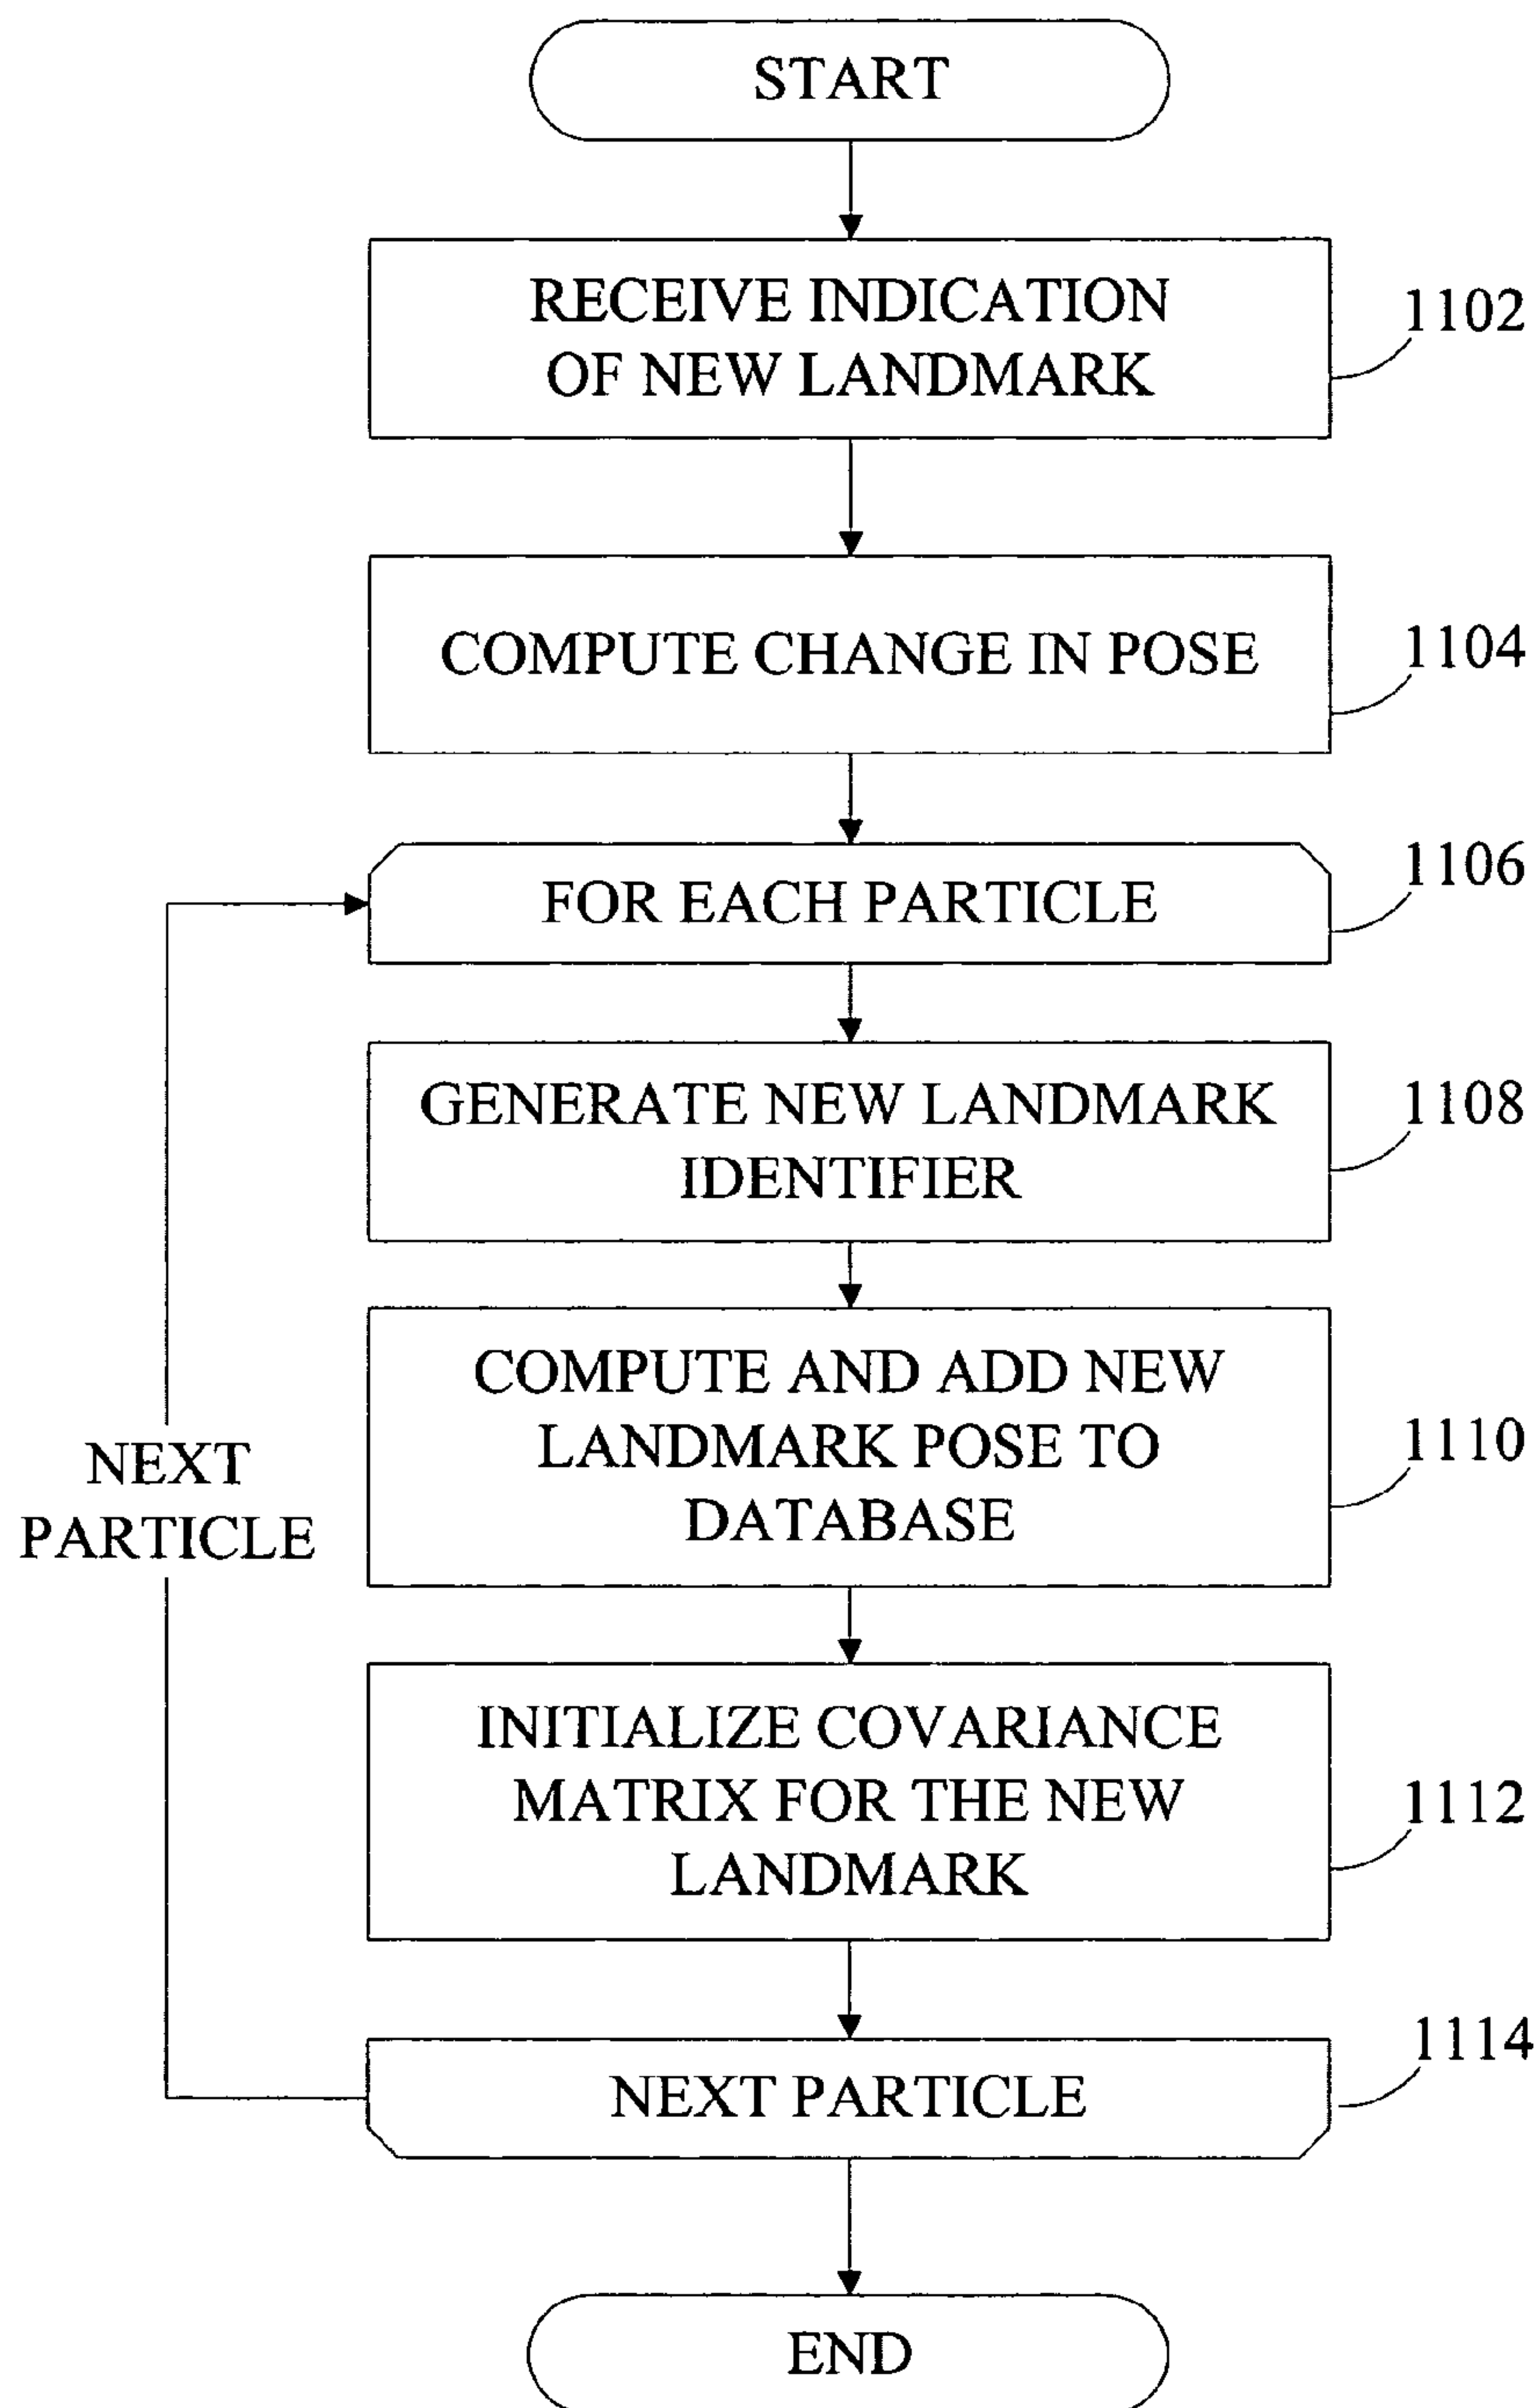 START
RECEIVE INDICATION
OF NEW LANDMARK
1102
COMPUTE CHANGE IN POSE
1104
FOR EACH PARTICLE
1106
GENERATE NEW LANDMARK
IDENTIFIER
1108
COMPUTE AND ADD NEW
LANDMARK POSE TO
DATABASE
1110
NEXT
PARTICLE
INITIALIZE COVARIANCE
MATRIX FOR THE NEW
LANDMARK
1112
NEXT PARTICLE
1114
END